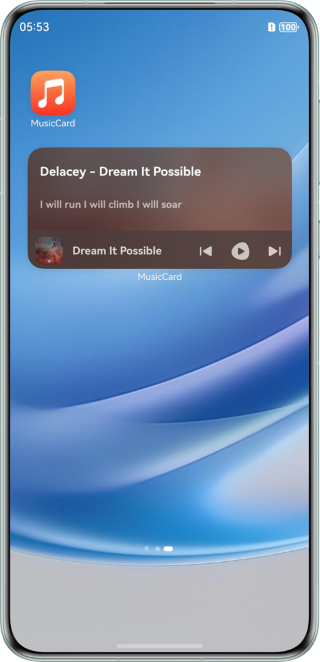 05:53
100
MusicCard
Delacey - Dream It Possible
I will run I will climb I will soar
Dream It Possible
MusicCard